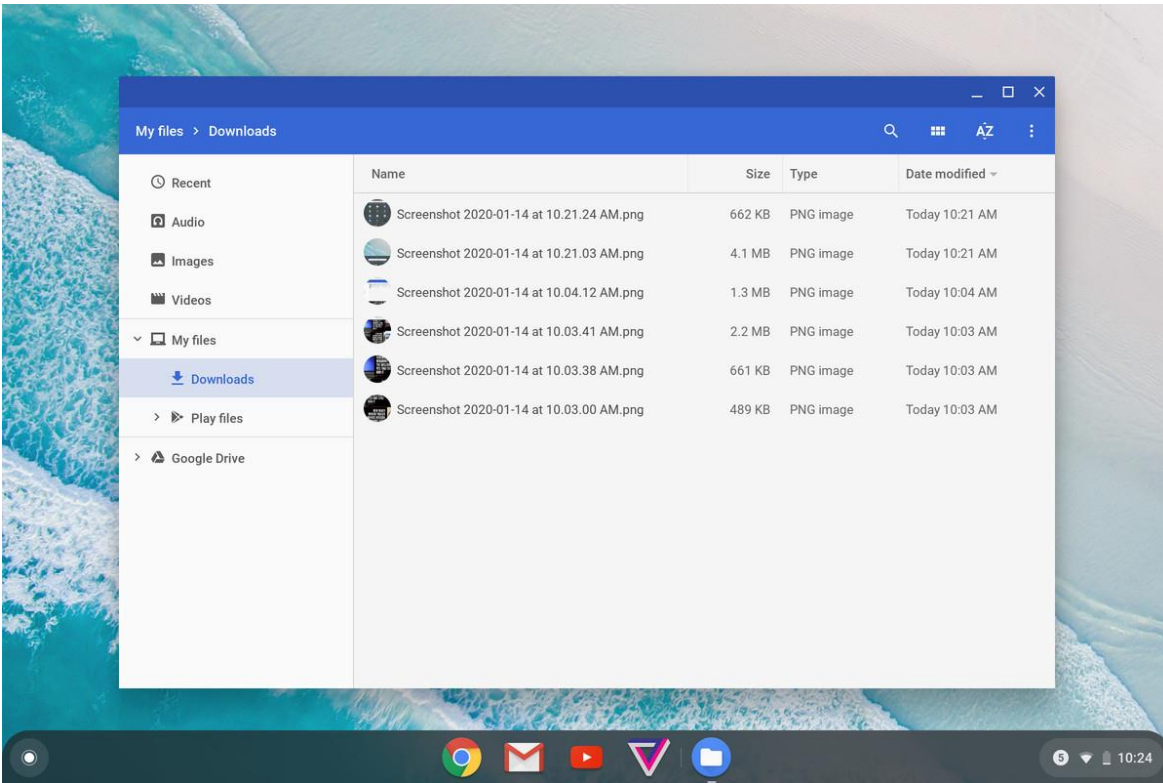 My files > Downloads
AZ
Recent
Audio
Images
Videos
My files
Downloads
Play files
Google Drive
Name Size Type Date modified
Screenshot 2020-01-14 at 10.21.24 AM.png 662 KB PNG image Today 10:21 AM
Screenshot 2020-01-14 at 10.21.03 AM.png 4.1 MB PNG image Today 10:21 AM
Screenshot 2020-01-14 at 10.04.12 AM.png 1.3 MB PNG image Today 10:04 AM
Screenshot 2020-01-14 at 10.03.41 AM.png 2.2 MB PNG image Today 10:03 AM
Screenshot 2020-01-14 at 10.03.38 AM.png 661 KB PNG image Today 10:03 AM
Screenshot 2020-01-14 at 10.03.00 AM.png 489 KB PNG image Today 10:03 AM
5 10:24